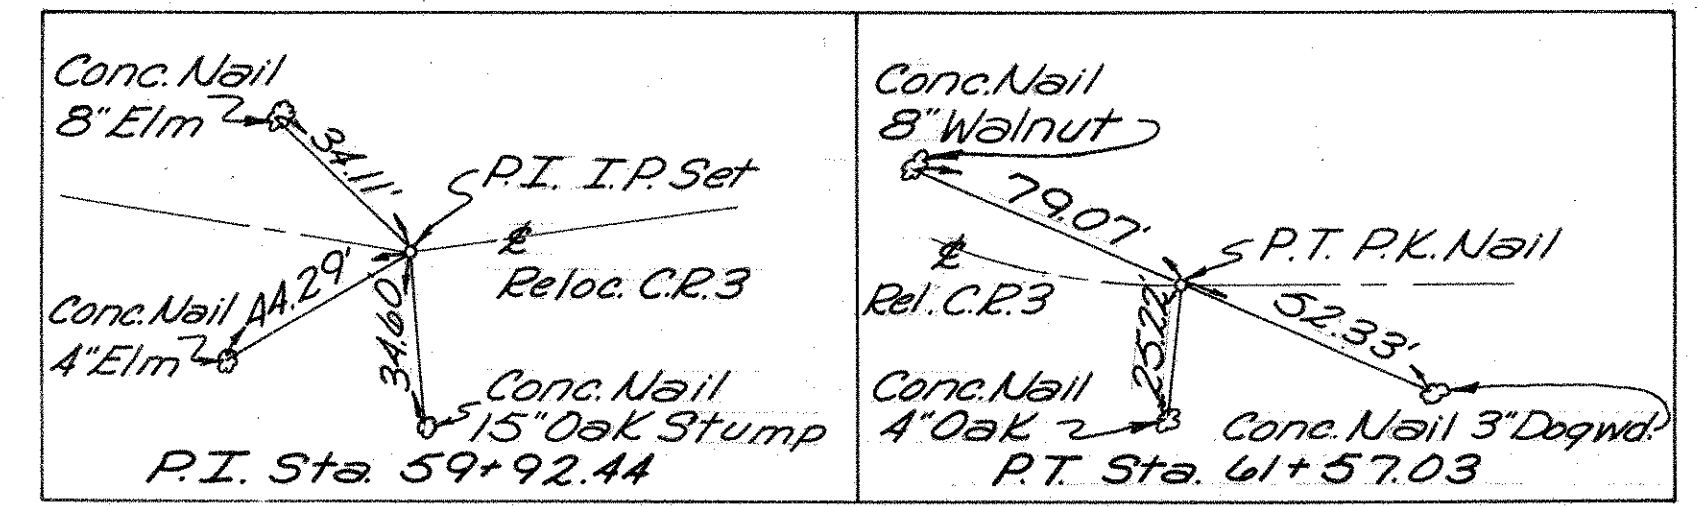 Conc. Nail
8" Elm
34.11'
P.I. I.P. Set
℄
Reloc. C.R.3
44.29'
Conc. Nail
4" Elm
34.60'
Conc. Nail
15" Oak Stump
P.I. Sta. 59+92.44
Conc. Nail
8" Walnut
79.07'
P.T. P.K. Nail
℄
Rel. C.R.3
52.33'
25.22'
Conc. Nail
4" Oak
Conc. Nail 3" Dogwd.
P.T. Sta. 61+57.03